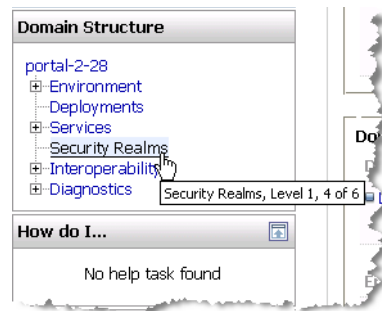 Domain Structure
portal-2-28
Environment
Deployments
Services
Security Realms
Interoperability
Diagnostics
Security Realms, Level 1, 4 of 6
How do I...
No help task found